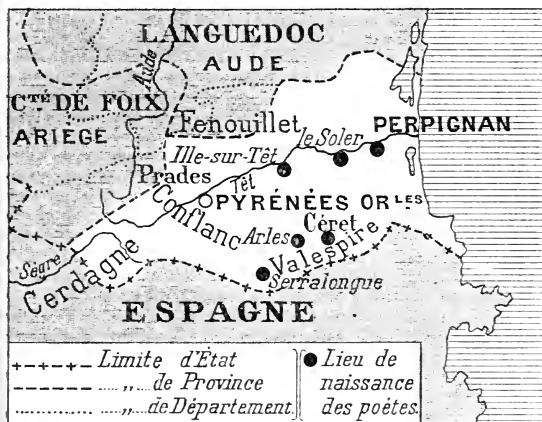 LANGUEDOC
AUDE
Aude
CTÉ DE FOIX
ARIEGE
Fenouillet
le Soler
PERPIGNAN
Ille-sur-Têt
Prades
Têt
PYRÉNÉES ORLES
Conflanc
Céret
Arles
Valespire
Sègre
Cerdagne
Serralongue
ESPAGNE
Limite d'État
„ de Province
„ de Département.
Lieu de
naissance
des poètes.